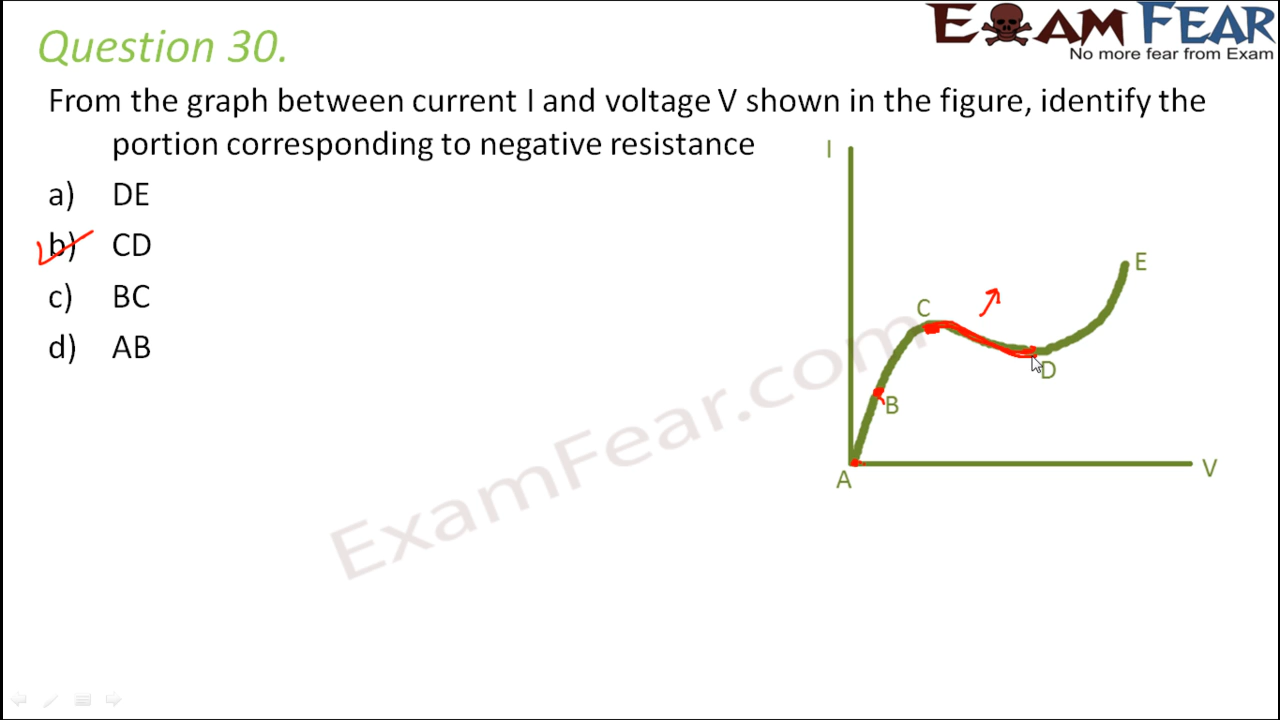 Question 30.
EXAM FEAR
No more fear from Exam
From the graph between current I and voltage V shown in the figure, identify the
portion corresponding to negative resistance
a) DE
b) CD
c) BC
d) AB
I
E
C
D
B
A
V
ExamFear.com